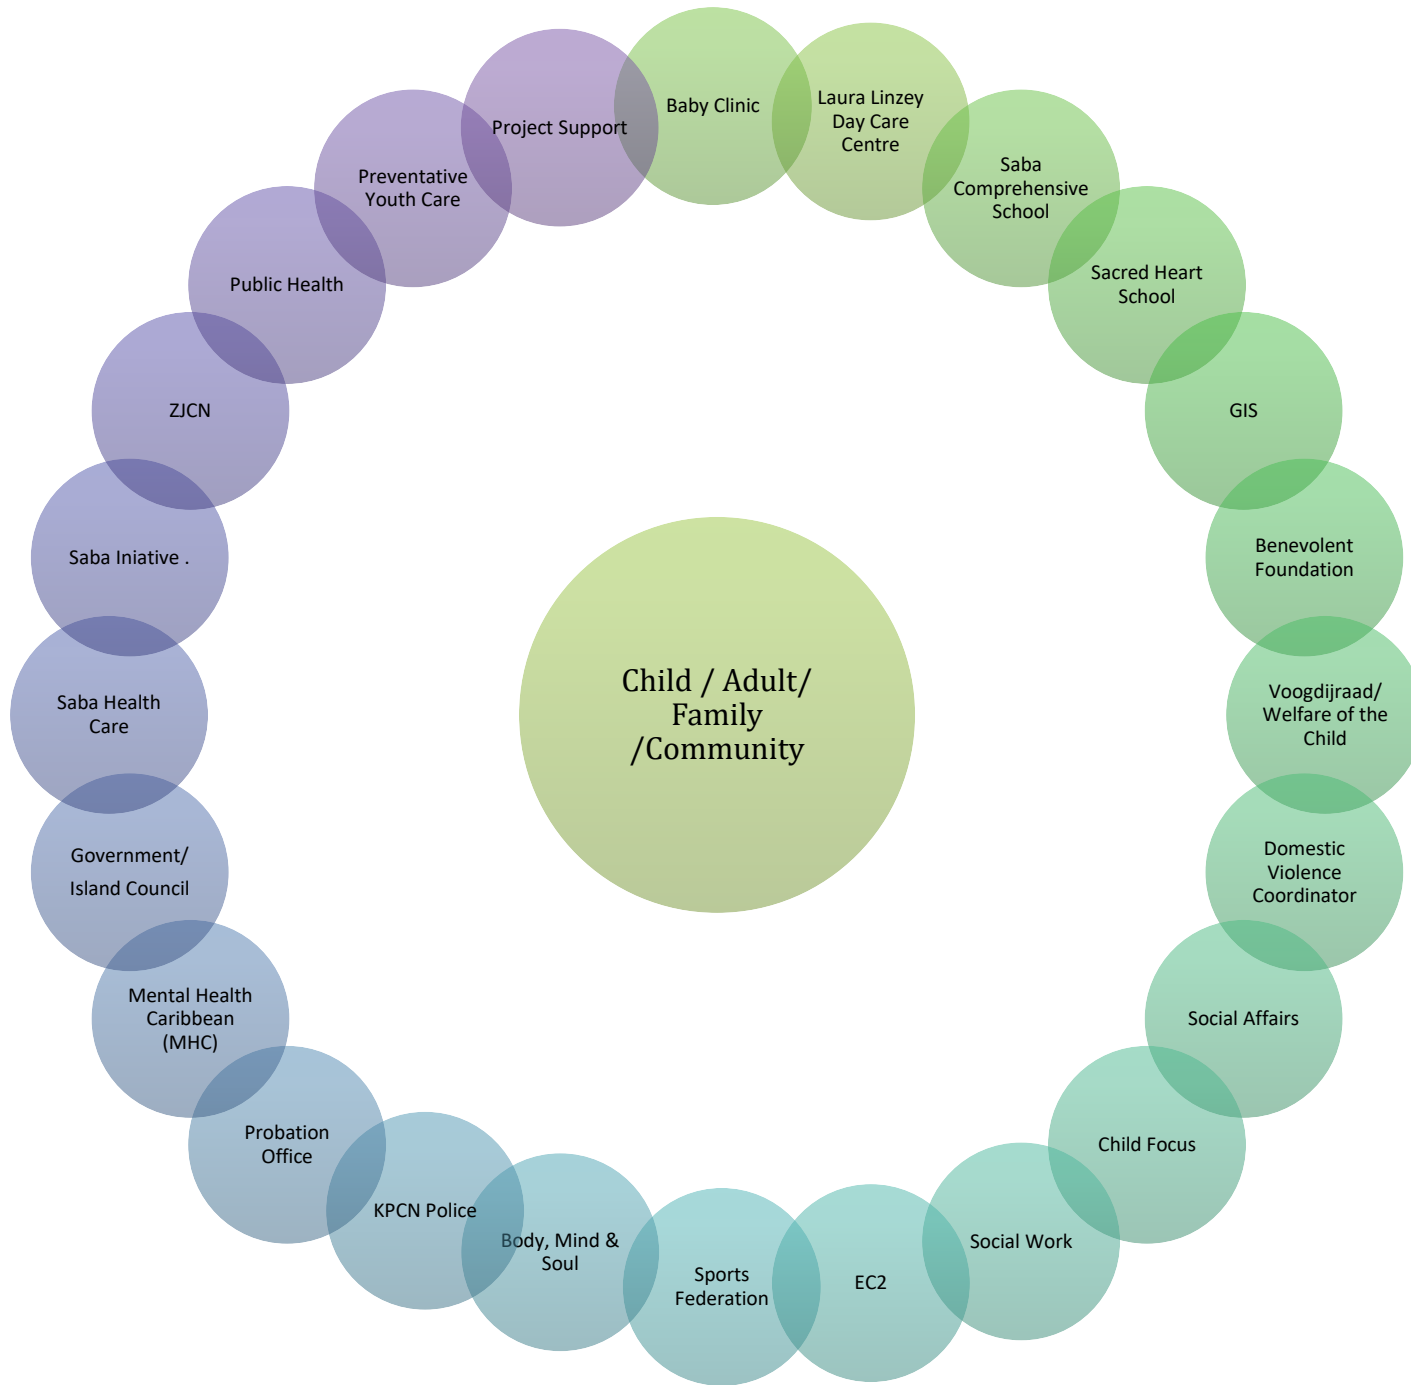 Baby Clinic
Laura Linzey
Day Care
Centre
Saba
Comprehensive
School
Sacred Heart
School
GIS
Benevolent
Foundation
Voogdijraad/
Welfare of the
Child
Domestic
Violence
Coordinator
Social Affairs
Child Focus
Social Work
EC2
Sports
Federation
Body, Mind &
Soul
KPCN Police
Probation
Office
Mental Health
Caribbean
(MHC)
Government/
Island Council
Saba Health
Care
Saba Iniative .
ZJCN
Public Health
Preventative
Youth Care
Project Support
Child / Adult/
Family
/Community